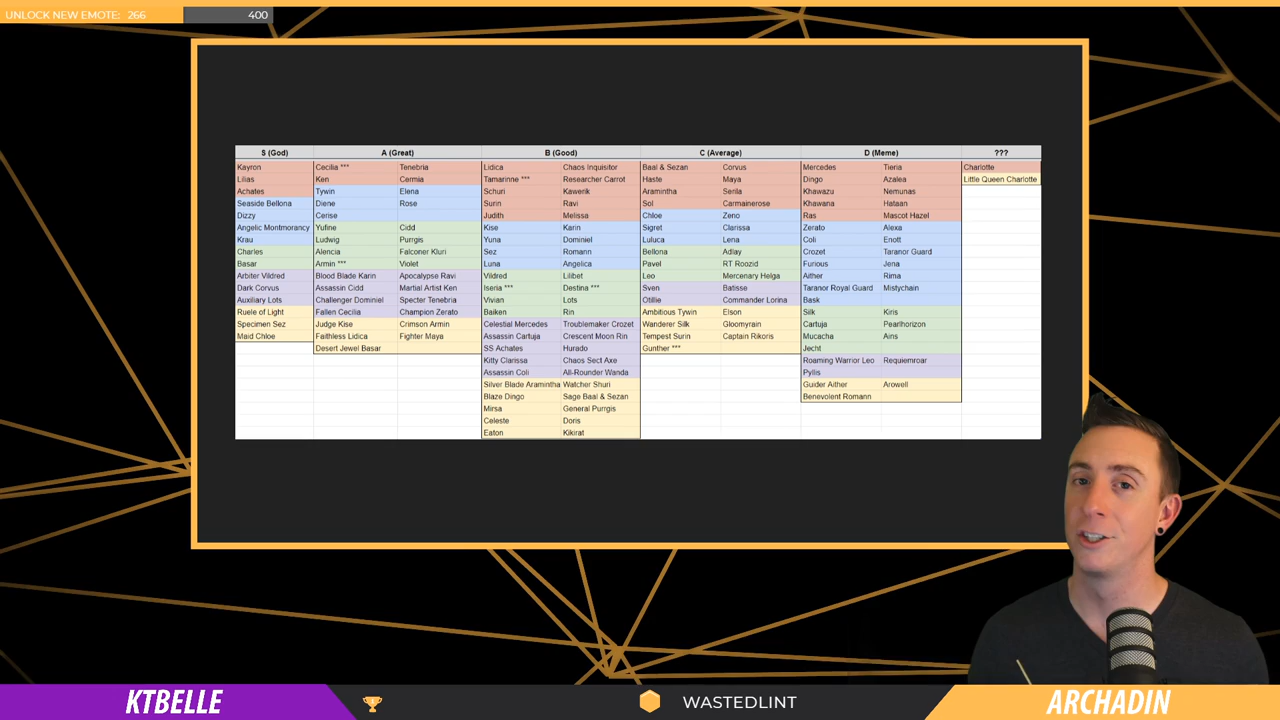 UNLOCK NEW EMOTE: 266 400
S (God) A (Great) B (Good) C (Average) D (Meme) ???
Kayron Cecilia *** Tenebria Lidica Chaos Inquisitor Baal & Sezan Corvus Mercedes Tieria Charlotte
Lilias Ken Cermia Tamarinne *** Researcher Carrot Haste Maya Dingo Azalea Little Queen Charlotte
Achates Tywin Elena Schuri Kawerik Aramintha Serila Khawazu Nemunas
Seaside Bellona Diene Rose Surin Ravi Sol Carmainerose Khawana Hataan
Dizzy Cerise Judith Melissa Chloe Zeno Ras Mascot Hazel
Angelic Montmorancy Yufine Cidd Kise Karin Sigret Clarissa Zerato Alexa
Krau Ludwig Purrgis Yuna Dominiel Luluca Lena Coli Enott
Charles Alencia Falconer Kluri Sez Romann Bellona Adlay Crozet Taranor Guard
Basar Armin *** Violet Luna Angelica Pavel RT Roozid Furious Jena
Arbiter Vildred Blood Blade Karin Apocalypse Ravi Vildred Lilibet Leo Mercenary Helga Aither Rima
Dark Corvus Assassin Cidd Martial Artist Ken Iseria *** Destina *** Sven Batisse Taranor Royal Guard Mistychain
Auxiliary Lots Challenger Dominiel Specter Tenebria Vivian Lots Otillie Commander Lorina Bask
Ruele of Light Fallen Cecilia Champion Zerato Baiken Rin Ambitious Tywin Elson Silk Kiris
Specimen Sez Judge Kise Crimson Armin Celestial Mercedes Troublemaker Crozet Wanderer Silk Gloomyrain Cartuja Pearlhorizon
Maid Chloe Faithless Lidica Fighter Maya Assassin Cartuja Crescent Moon Rin Tempest Surin Captain Rikoris Mucacha Ains
Desert Jewel Basar SS Achates Hurado Gunther *** Jecht
Kitty Clarissa Chaos Sect Axe Roaming Warrior Leo Requiemroar
Assassin Coli All-Rounder Wanda Pyllis
Silver Blade Aramintha Watcher Shuri Guider Aither Arowell
Blaze Dingo Sage Baal & Sezan Benevolent Romann
Mirsa General Purrgis
Celeste Doris
Eaton Kikirat
KTBELLE WASTEDLINT ARCHADIN